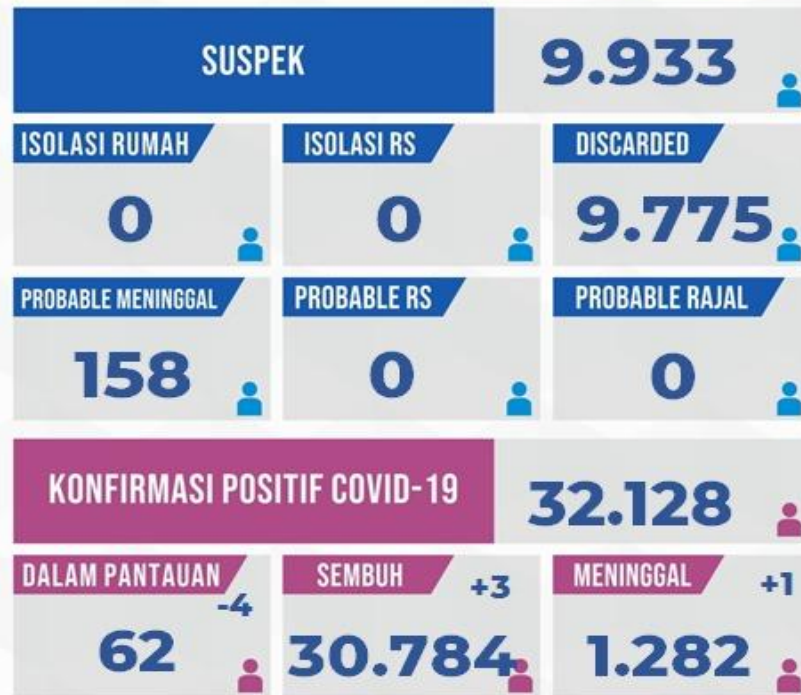 SUSPEK 9.933
ISOLASI RUMAH ISOLASI RS DISCARDED
0 0 9.775
PROBABLE MENINGGAL PROBABLE RS PROBABLE RAJAL
158 0 0
KONFIRMASI POSITIF COVID-19 32.128
DALAM PANTAUAN -4 SEMBUH +3 MENINGGAL +1
62 30.784 1.282